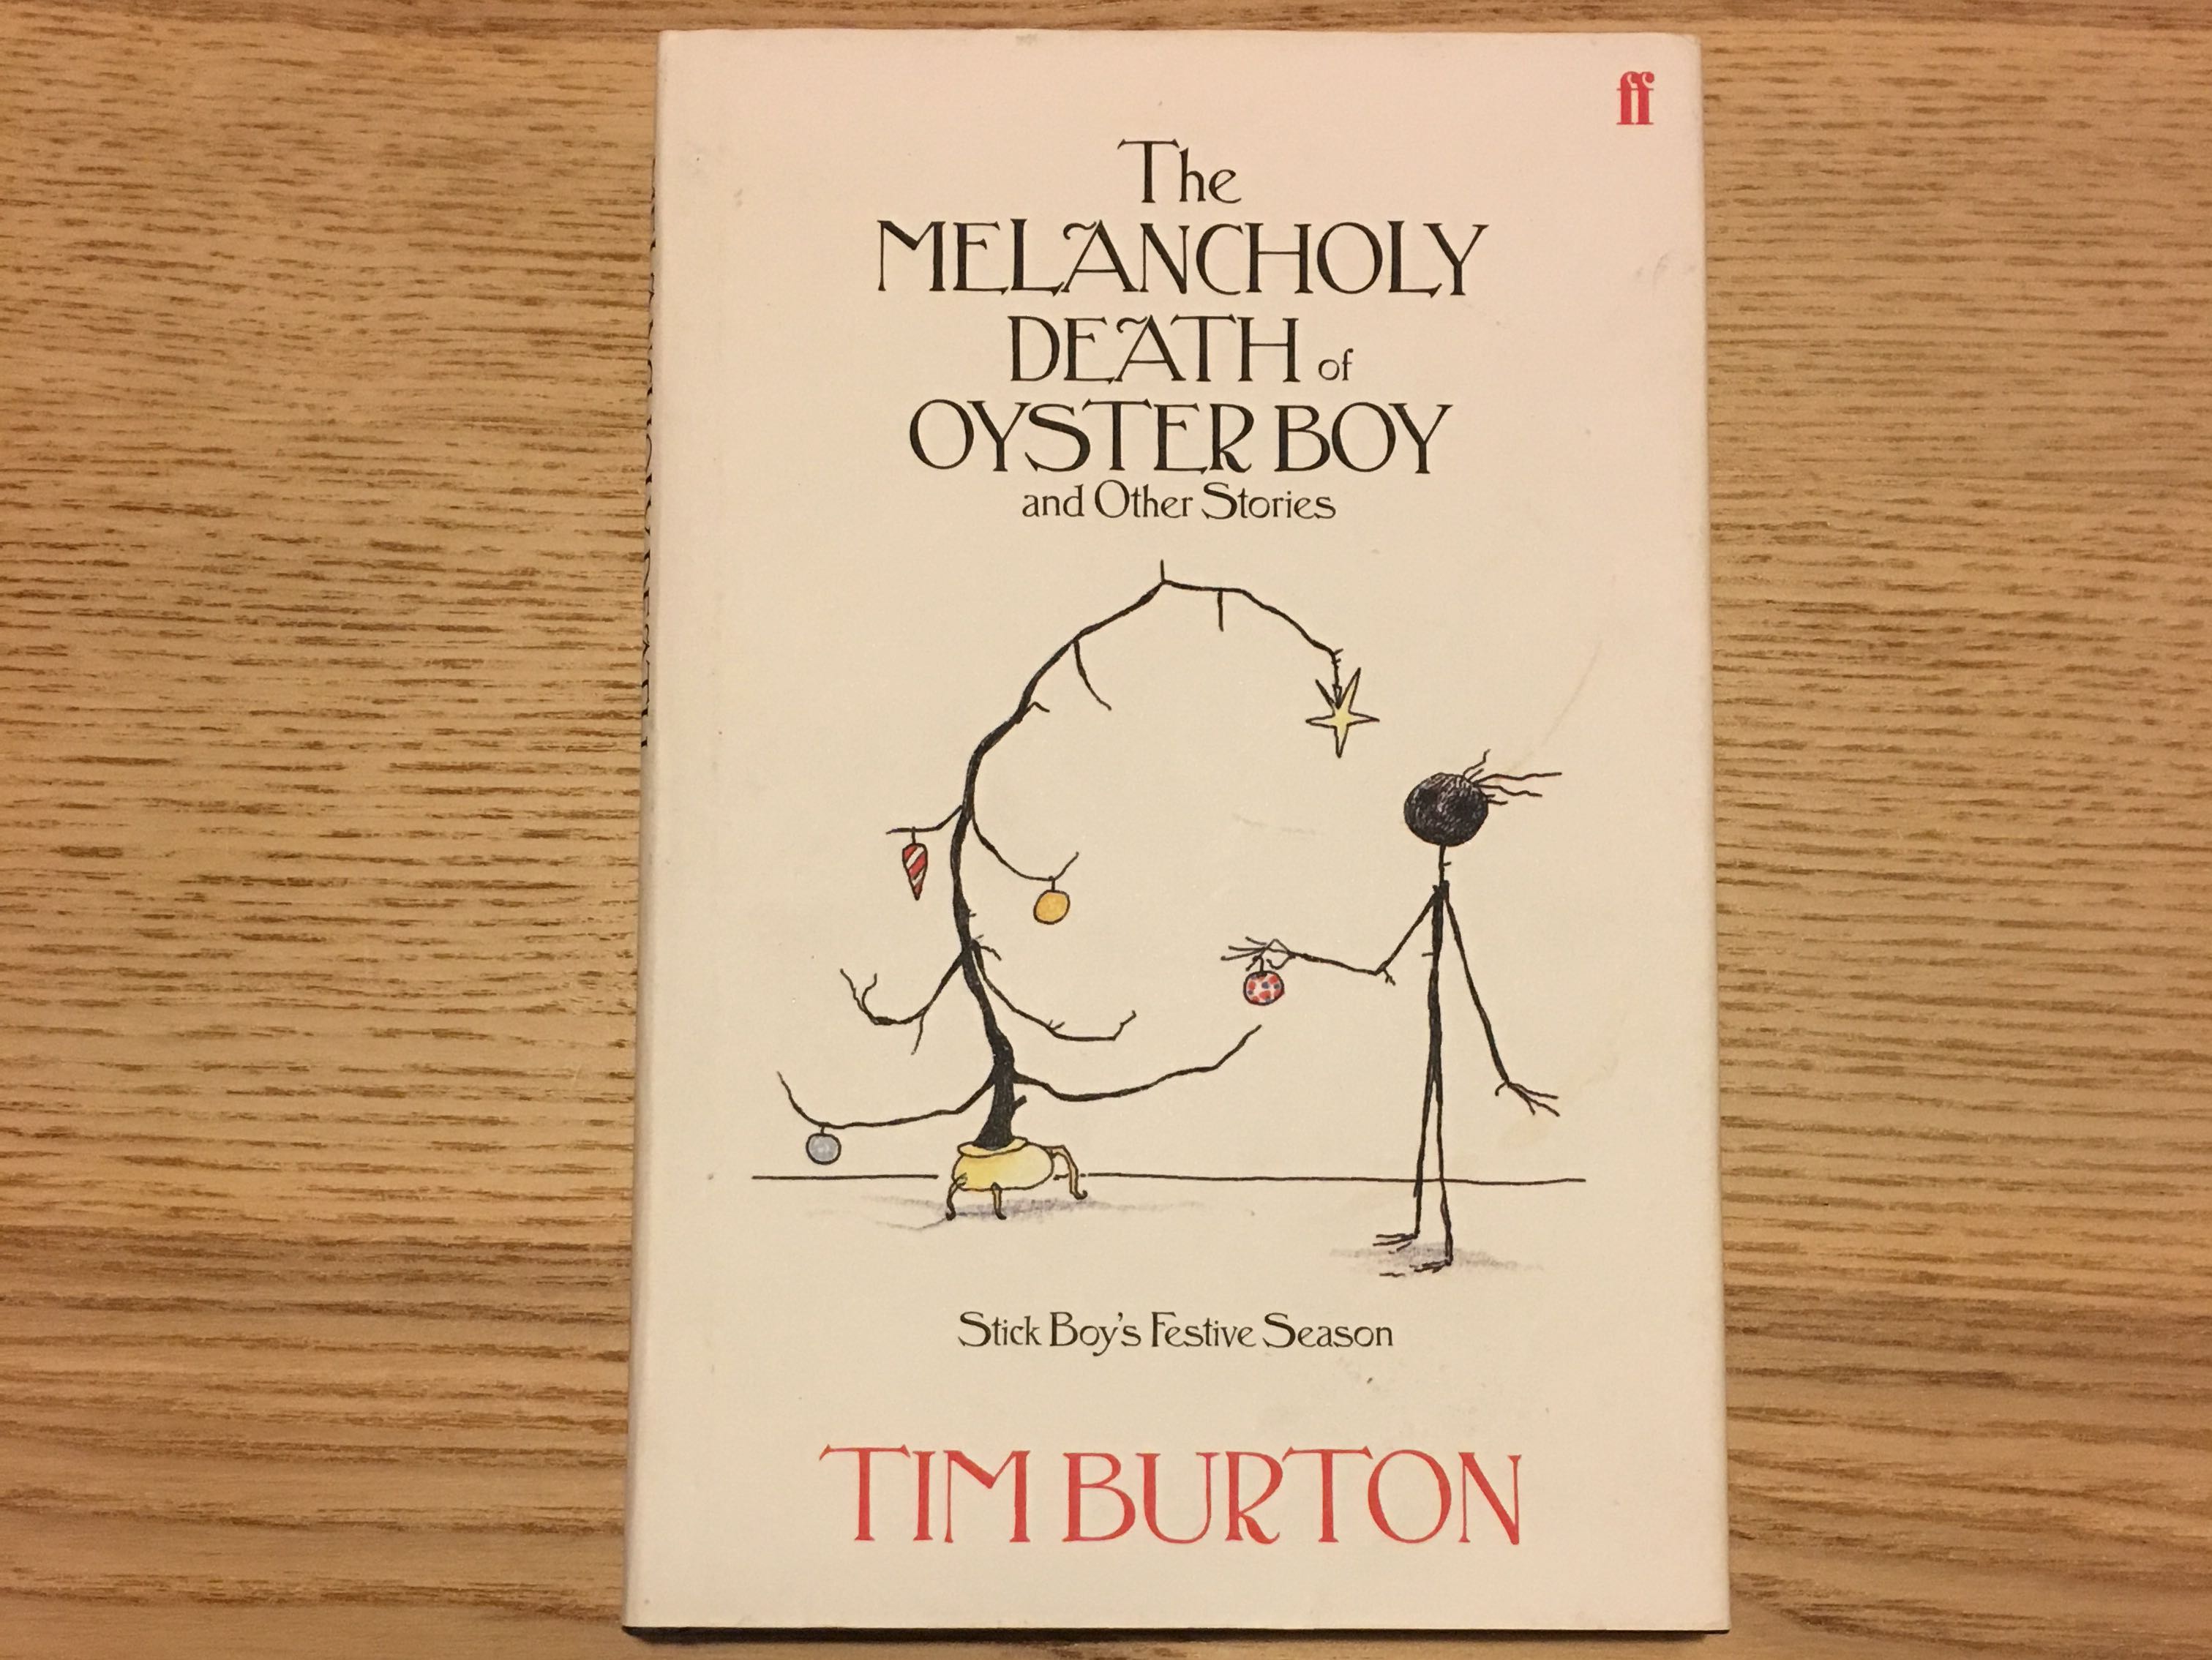 ff
The
MELANCHOLY
DEATH of
OYSTER BOY
and Other Stories
Stick Boy's Festive Season
TIM BURTON